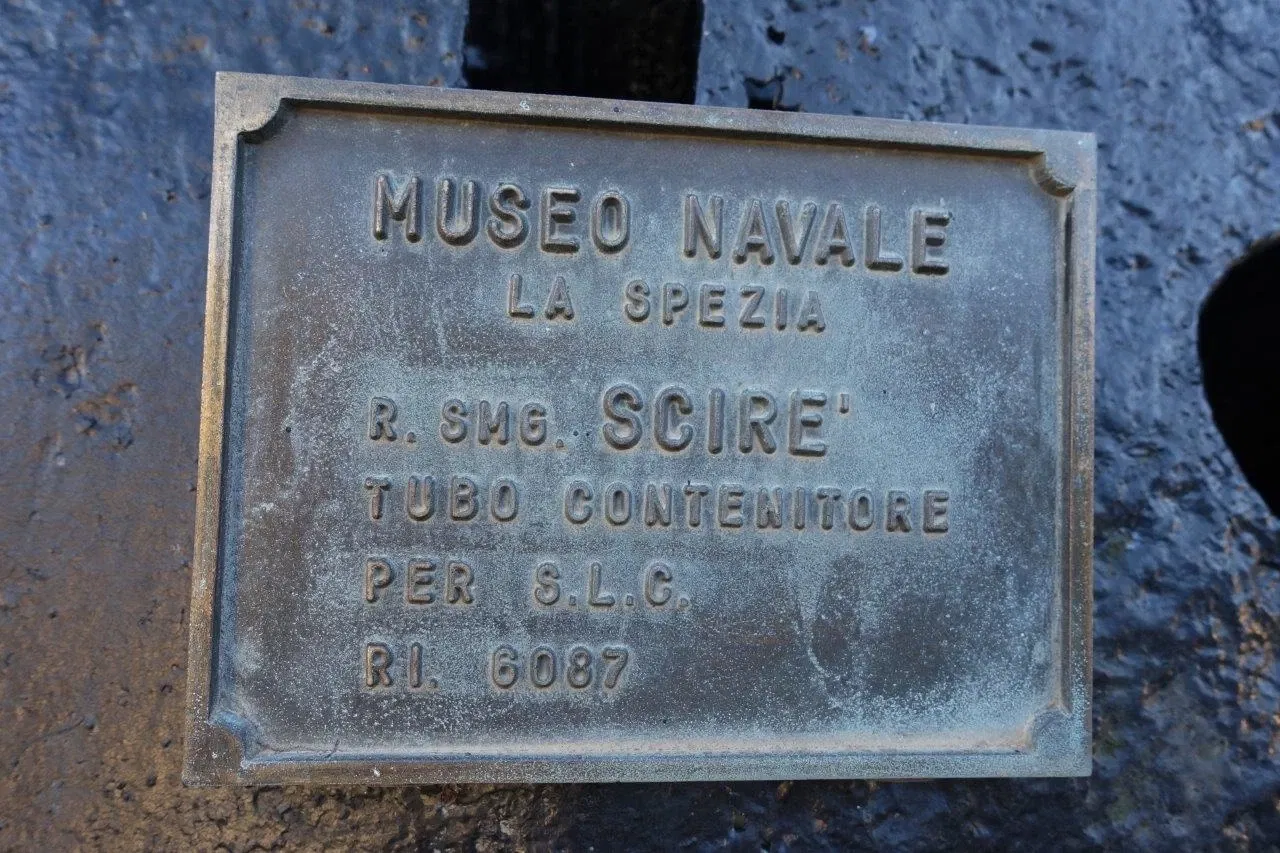 MUSEO NAVALE
LA SPEZIA
R. SMG. SCIRE'
TUBO CONTENITORE
PER S.L.C.
RI. 6087